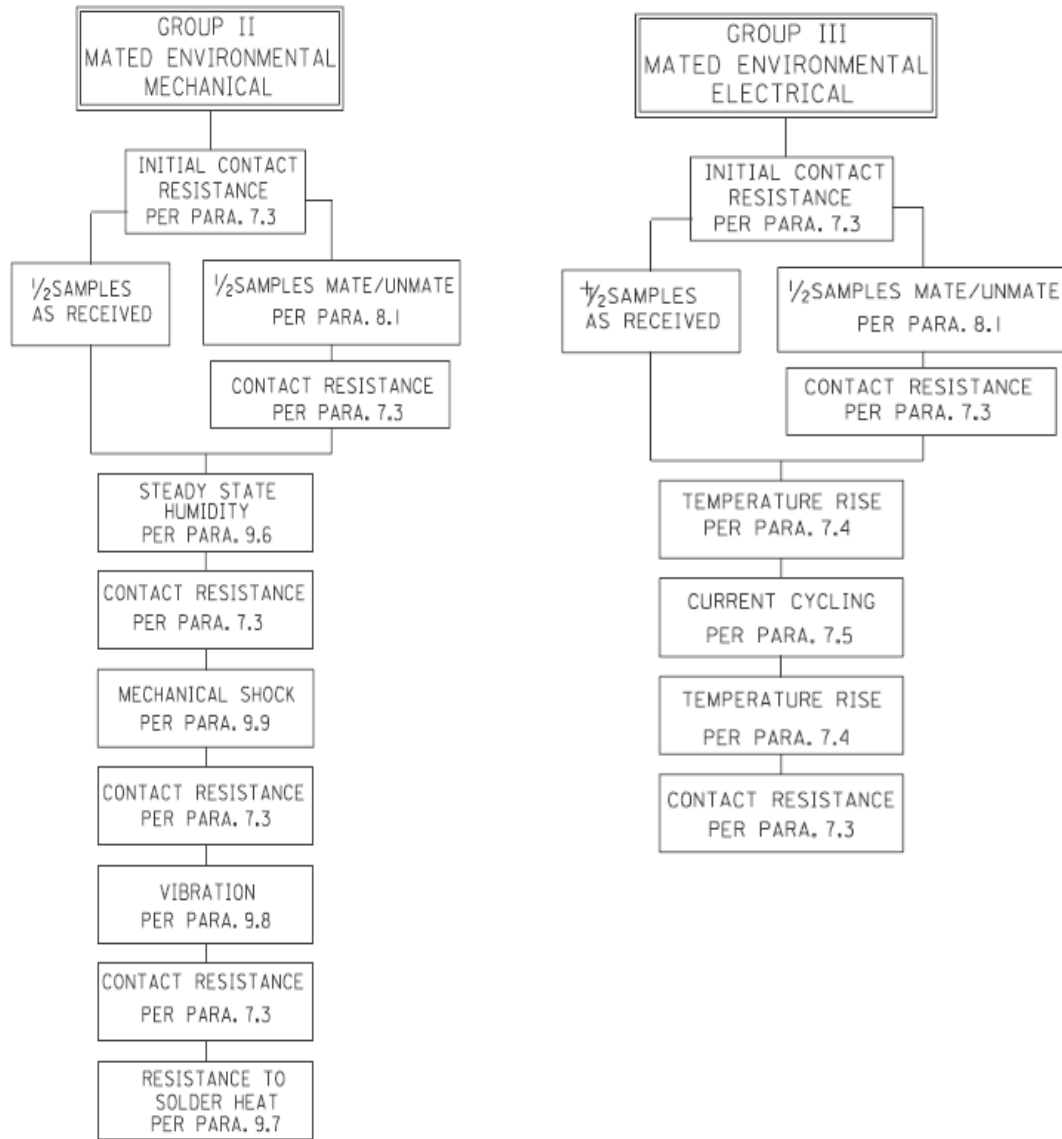 GROUP II
MATED ENVIRONMENTAL
MECHANICAL
INITIAL CONTACT
RESISTANCE
PER PARA. 7.3
½SAMPLES
AS RECEIVED
½SAMPLES MATE/UNMATE
PER PARA. 8.1
CONTACT RESISTANCE
PER PARA. 7.3
STEADY STATE
HUMIDITY
PER PARA. 9.6
CONTACT RESISTANCE
PER PARA. 7.3
MECHANICAL SHOCK
PER PARA. 9.9
CONTACT RESISTANCE
PER PARA. 7.3
VIBRATION
PER PARA. 9.8
CONTACT RESISTANCE
PER PARA. 7.3
RESISTANCE TO
SOLDER HEAT
PER PARA. 9.7
GROUP III
MATED ENVIRONMENTAL
ELECTRICAL
INITIAL CONTACT
RESISTANCE
PER PARA. 7.3
½SAMPLES
AS RECEIVED
½SAMPLES MATE/UNMATE
PER PARA. 8.1
CONTACT RESISTANCE
PER PARA. 7.3
TEMPERATURE RISE
PER PARA. 7.4
CURRENT CYCLING
PER PARA. 7.5
TEMPERATURE RISE
PER PARA. 7.4
CONTACT RESISTANCE
PER PARA. 7.3